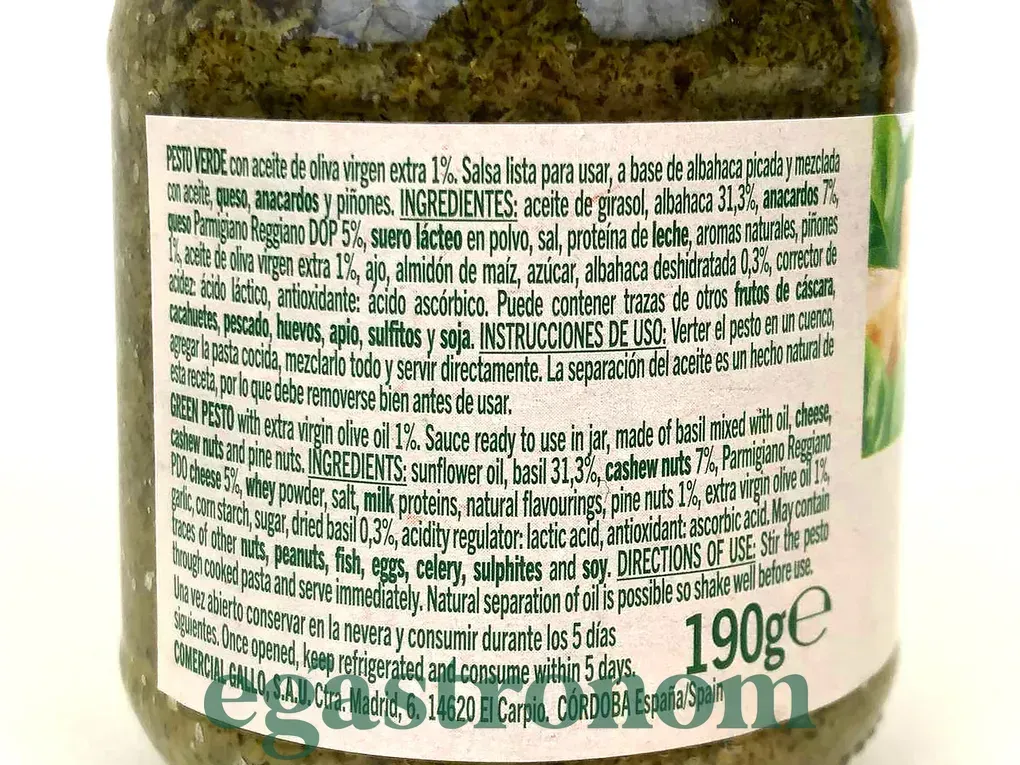 PESTO VERDE con aceite de oliva virgen extra 1%. Salsa lista para usar, a base de albahaca picada y mezclada
con aceite, queso, anacardos y piñones. INGREDIENTES: aceite de girasol, albahaca 31,3%, anacardos 7%,
queso Parmigiano Reggiano DOP 5%, suero lácteo en polvo, sal, proteína de leche, aromas naturales, piñones
1%, aceite de oliva virgen extra 1%, ajo, almidón de maíz, azúcar, albahaca deshidratada 0,3%, corrector de
acidez: ácido láctico, antioxidante: ácido ascórbico. Puede contener trazas de otros frutos de cáscara,
cacahuetes, pescado, huevos, apio, sulfitos y soja. INSTRUCCIONES DE USO: Verter el pesto en un cuenco,
agregar la pasta cocida, mezclarlo todo y servir directamente. La separación del aceite es un hecho natural de
esta receta, por lo que debe removerse bien antes de usar.
GREEN PESTO with extra virgin olive oil 1%. Sauce ready to use in jar, made of basil mixed with oil, cheese,
cashew nuts and pine nuts. INGREDIENTS: sunflower oil, basil 31,3%, cashew nuts 7%, Parmigiano Reggiano
PDO cheese 5%, whey powder, salt, milk proteins, natural flavourings, pine nuts 1%, extra virgin olive oil 1%,
garlic, corn starch, sugar, dried basil 0,3%, acidity regulator: lactic acid, antioxidant: ascorbic acid. May contain
traces of other nuts, peanuts, fish, eggs, celery, sulphites and soy. DIRECTIONS OF USE: Stir the pesto
through cooked pasta and serve immediately. Natural separation of oil is possible so shake well before use.
Una vez abierto conservar en la nevera y consumir durante los 5 días
siguientes. Once opened, keep refrigerated and consume within 5 days.
190g e
COMERCIAL GALLO, S.A.U. Ctra. Madrid, 6. 14620 El Carpio. CÓRDOBA España/Spain
egastronom